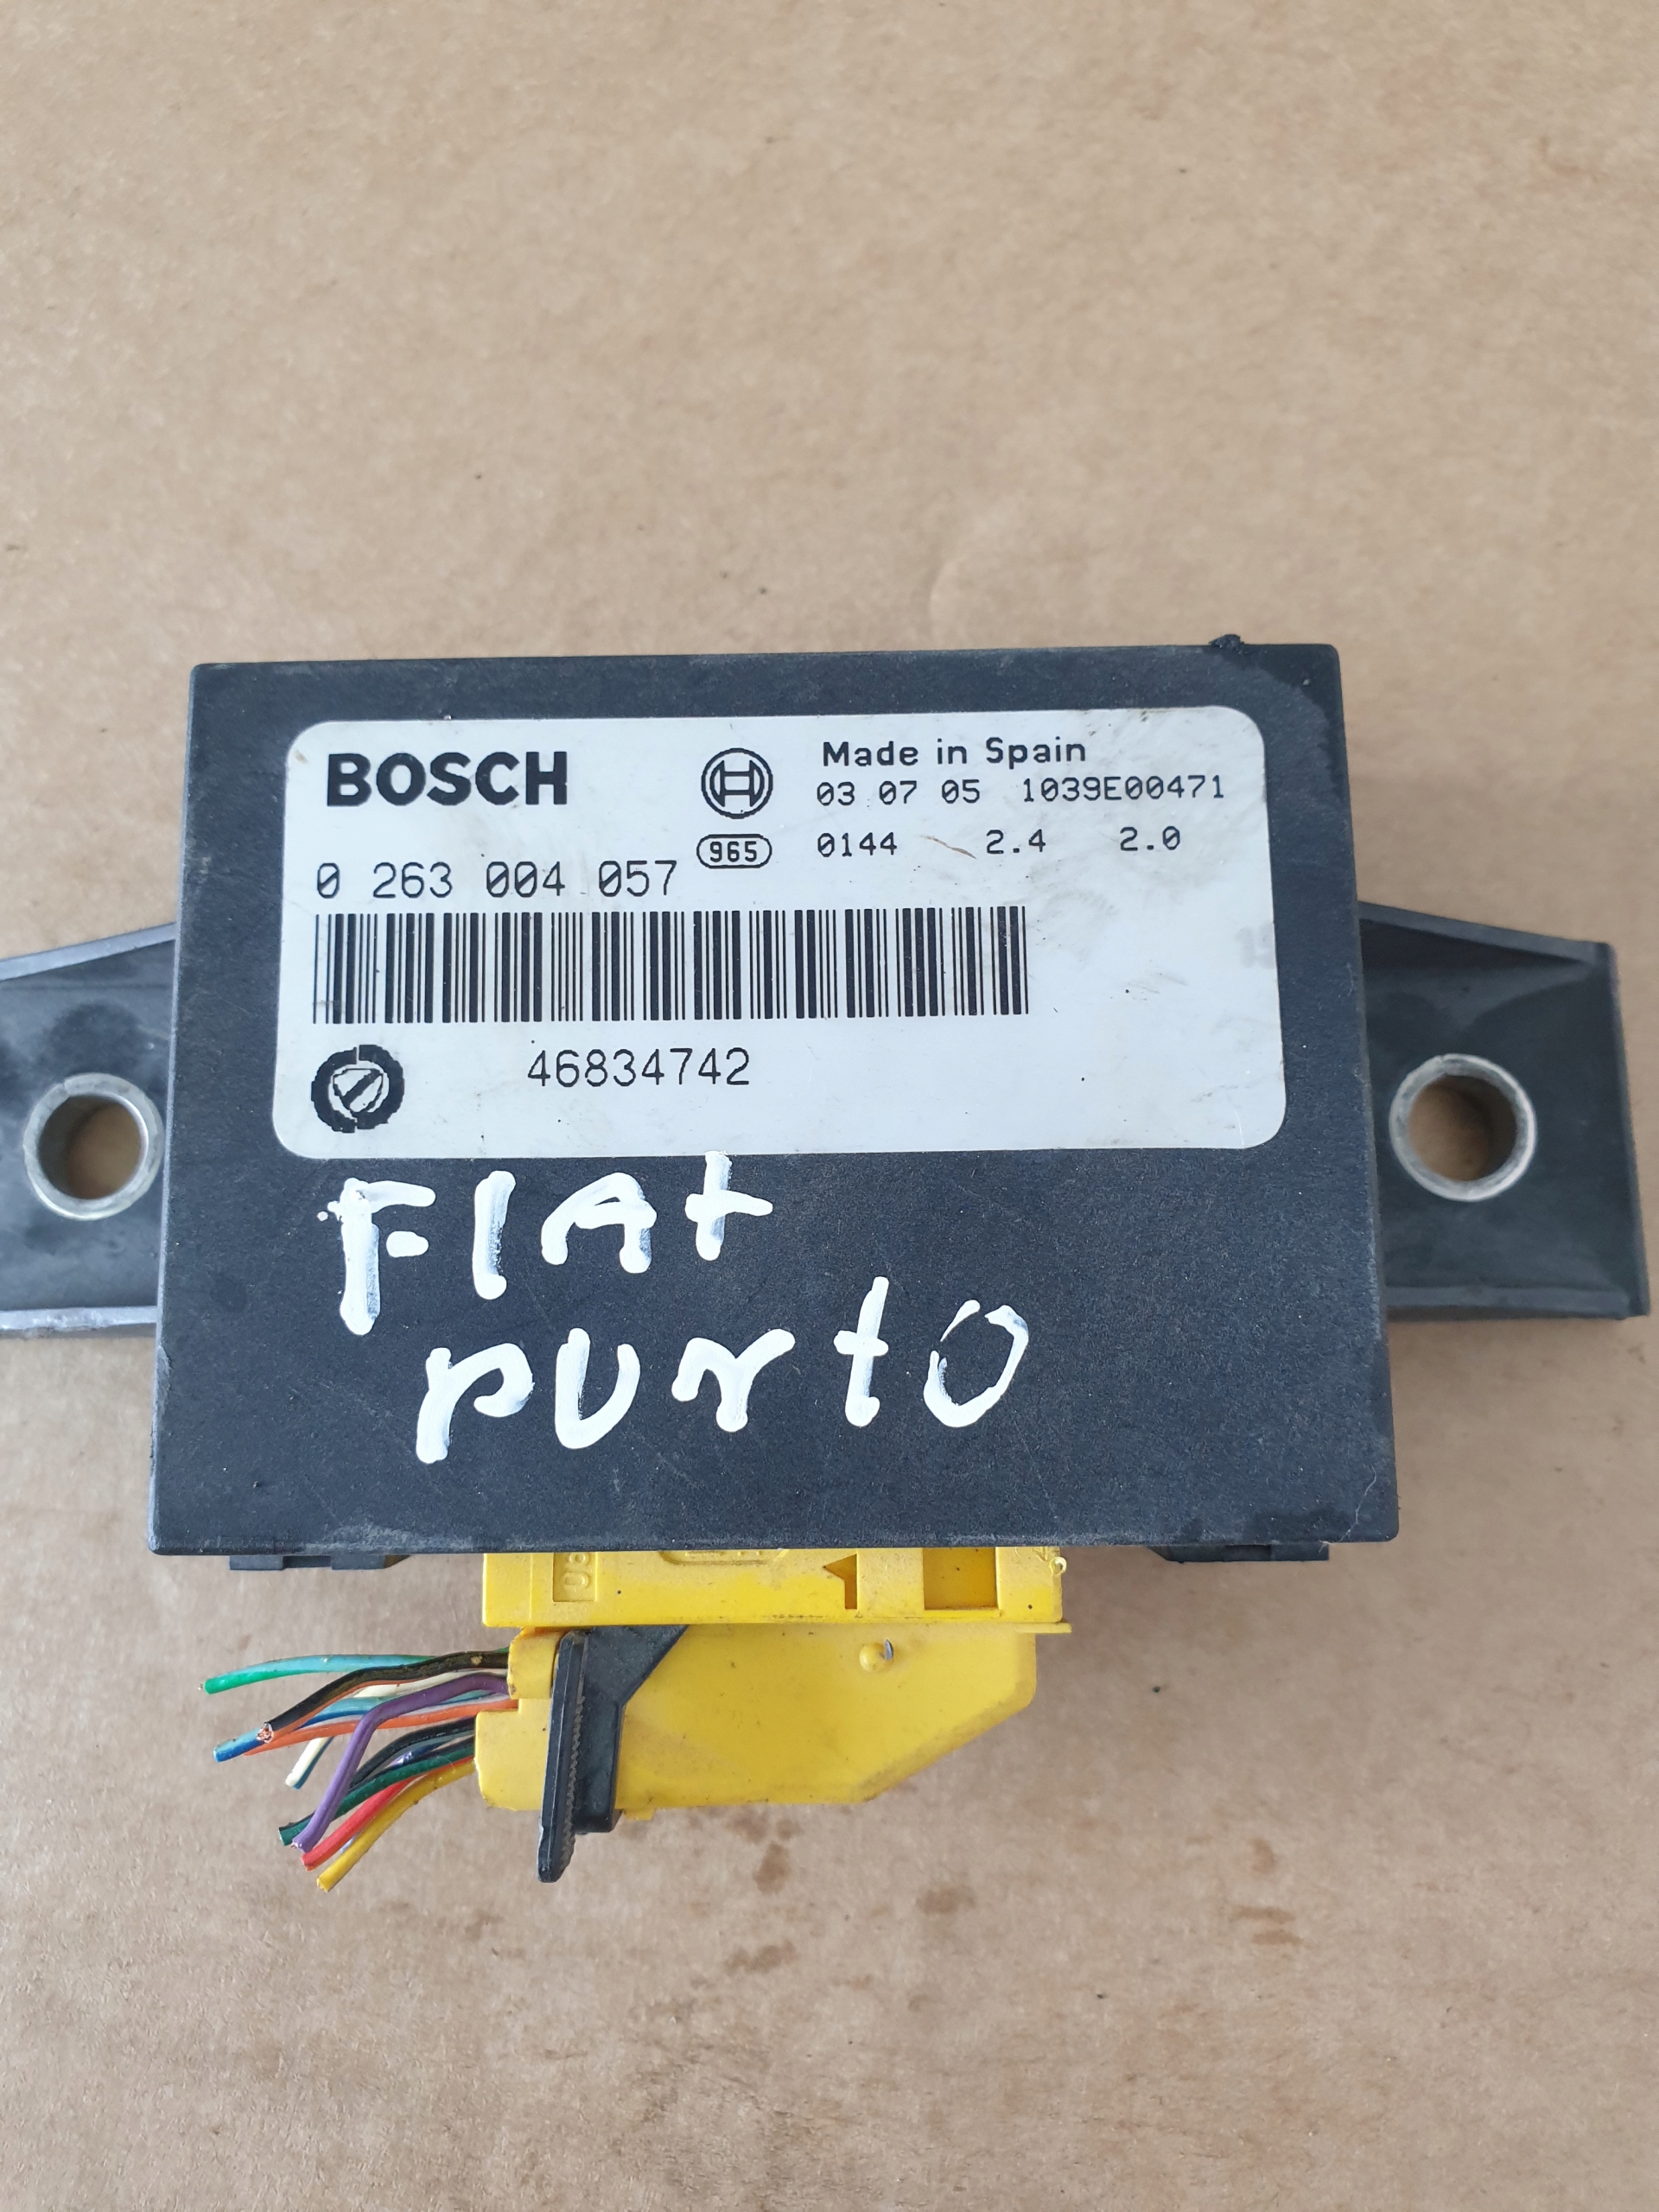 BOSCH
Made in Spain
03 07 05 1039E00471
965 0144 2.4 2.0
0 263 004 057
46834742
FIAt
PUNtO